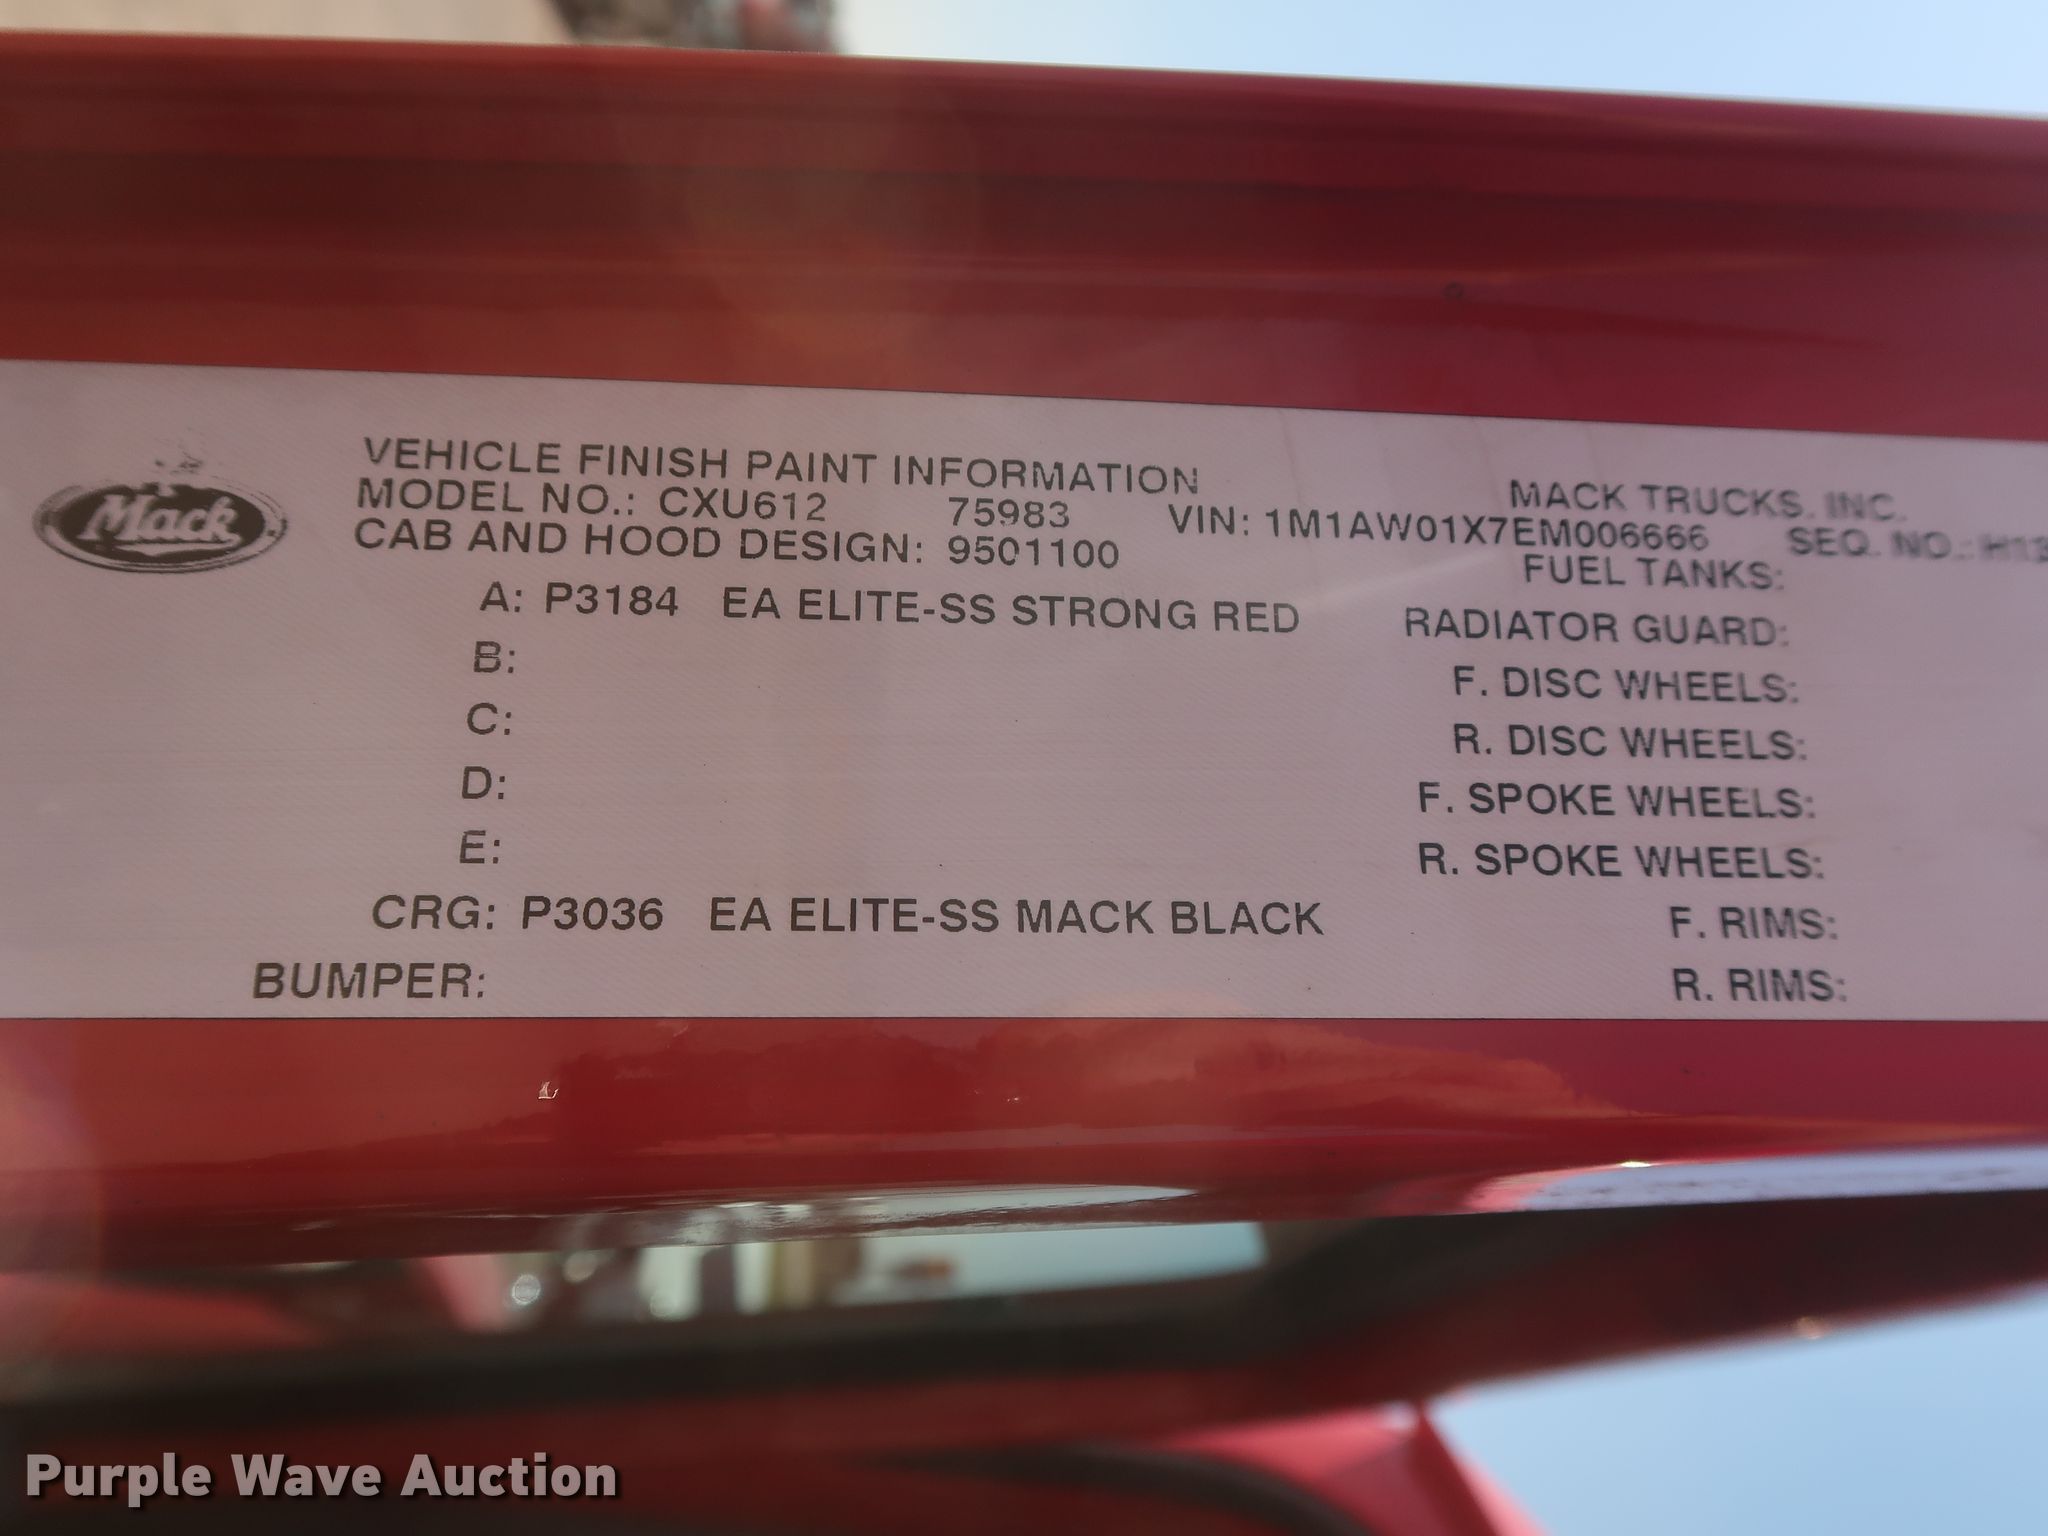 Mack
VEHICLE FINISH PAINT INFORMATION
MACK TRUCKS, INC.
MODEL NO.: CXU612 75983 VIN: 1M1AW01X7EM006666 SEQ. NO.: H13
CAB AND HOOD DESIGN: 9501100
FUEL TANKS:
A: P3184 EA ELITE-SS STRONG RED
RADIATOR GUARD:
B:
F. DISC WHEELS:
C:
R. DISC WHEELS:
D:
F. SPOKE WHEELS:
E:
R. SPOKE WHEELS:
CRG: P3036 EA ELITE-SS MACK BLACK
F. RIMS:
BUMPER:
R. RIMS:
Purple Wave Auction